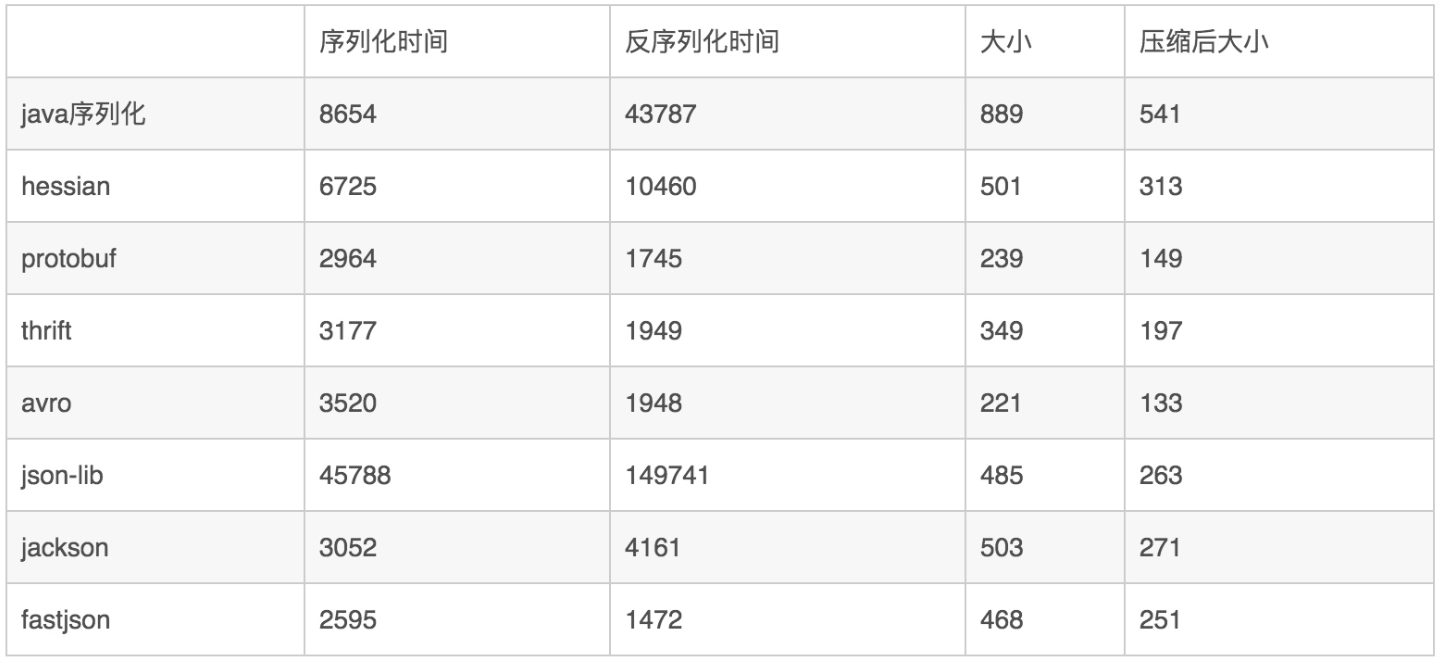 序列化时间 反序列化时间 大小 压缩后大小
java序列化 8654 43787 889 541
hessian 6725 10460 501 313
protobuf 2964 1745 239 149
thrift 3177 1949 349 197
avro 3520 1948 221 133
json-lib 45788 149741 485 263
jackson 3052 4161 503 271
fastjson 2595 1472 468 251